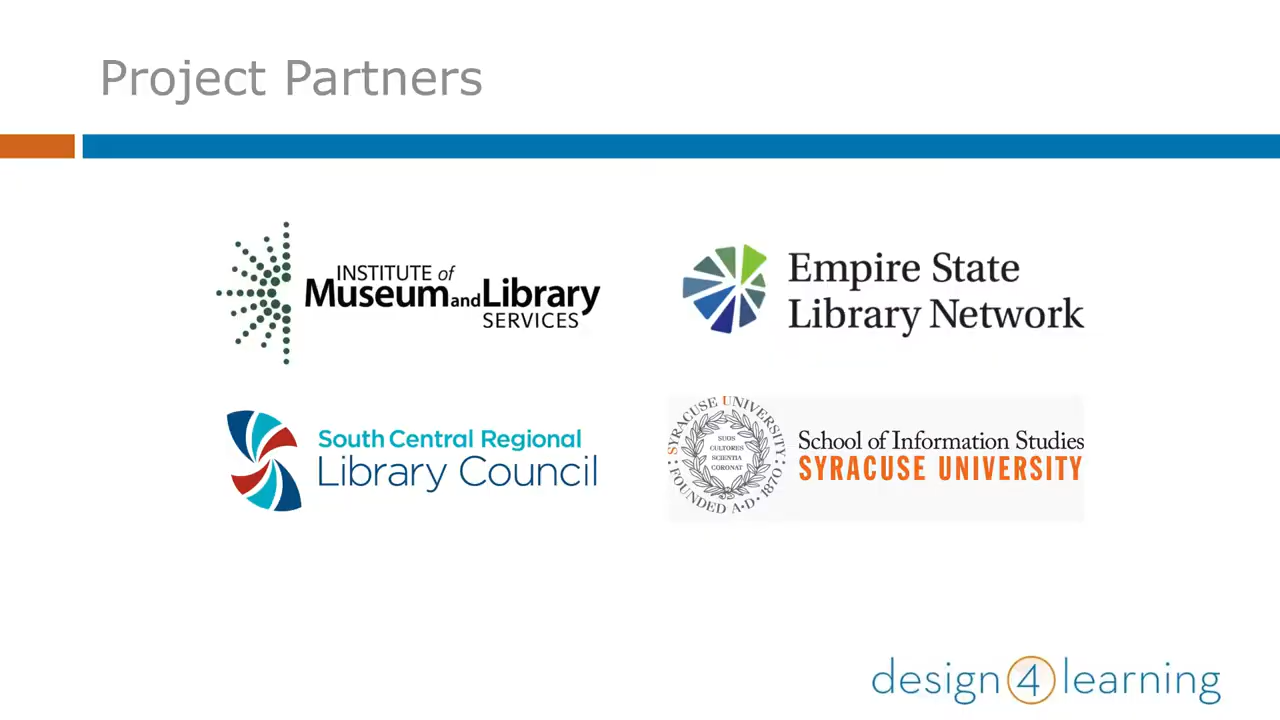 Project Partners
INSTITUTE of
Museum and Library
SERVICES
Empire State
Library Network
South Central Regional
Library Council
SYRACUSE UNIVERSITY
FOUNDED A•D• 1870
SUOS
CULTORES
SCIENTIA
CORONAT
School of Information Studies
SYRACUSE UNIVERSITY
design 4 learning